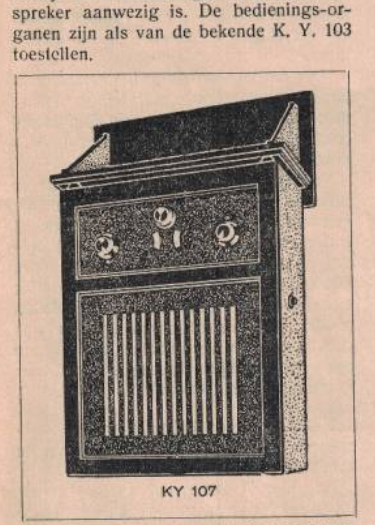 spreker aanwezig is. De bedienings-or-
ganen zijn als van de bekende K. Y. 103
toestellen.
KY 107